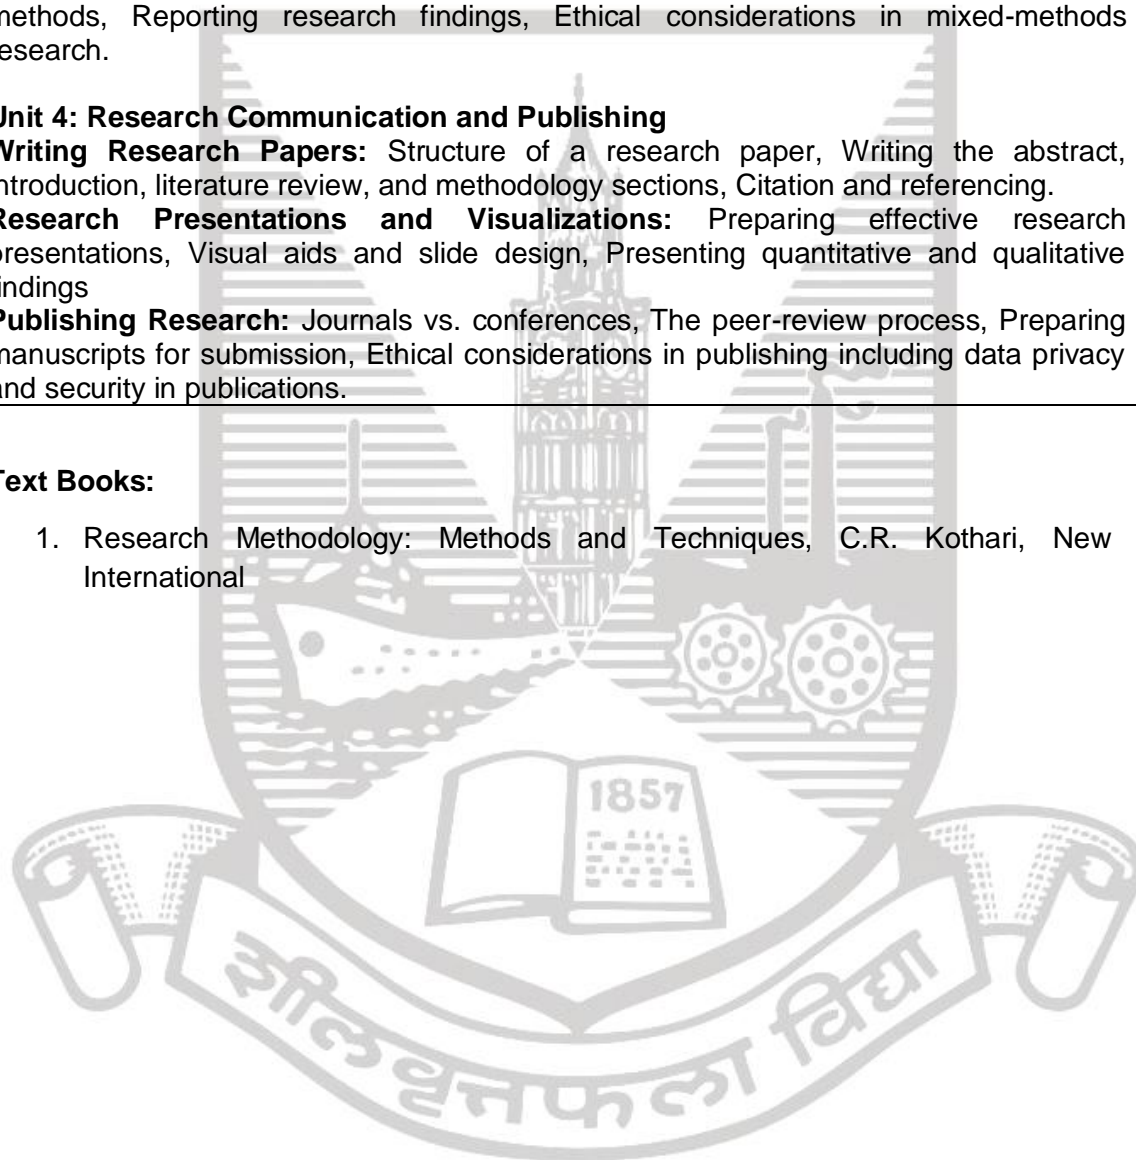 methods, Reporting research findings, Ethical considerations in mixed-methods
research.
Unit 4: Research Communication and Publishing
Writing Research Papers: Structure of a research paper, Writing the abstract,
introduction, literature review, and methodology sections, Citation and referencing.
Research Presentations and Visualizations: Preparing effective research
presentations, Visual aids and slide design, Presenting quantitative and qualitative
findings
Publishing Research: Journals vs. conferences, The peer-review process, Preparing
manuscripts for submission, Ethical considerations in publishing including data privacy
and security in publications.
Text Books:
1. Research Methodology: Methods and Techniques, C.R. Kothari, New
International
1857
शीलवृत्तफला विद्या